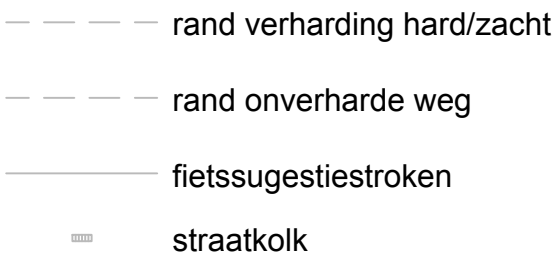 rand verharding hard/zacht
rand onverharde weg
fietssugestiestroken
straatkolk